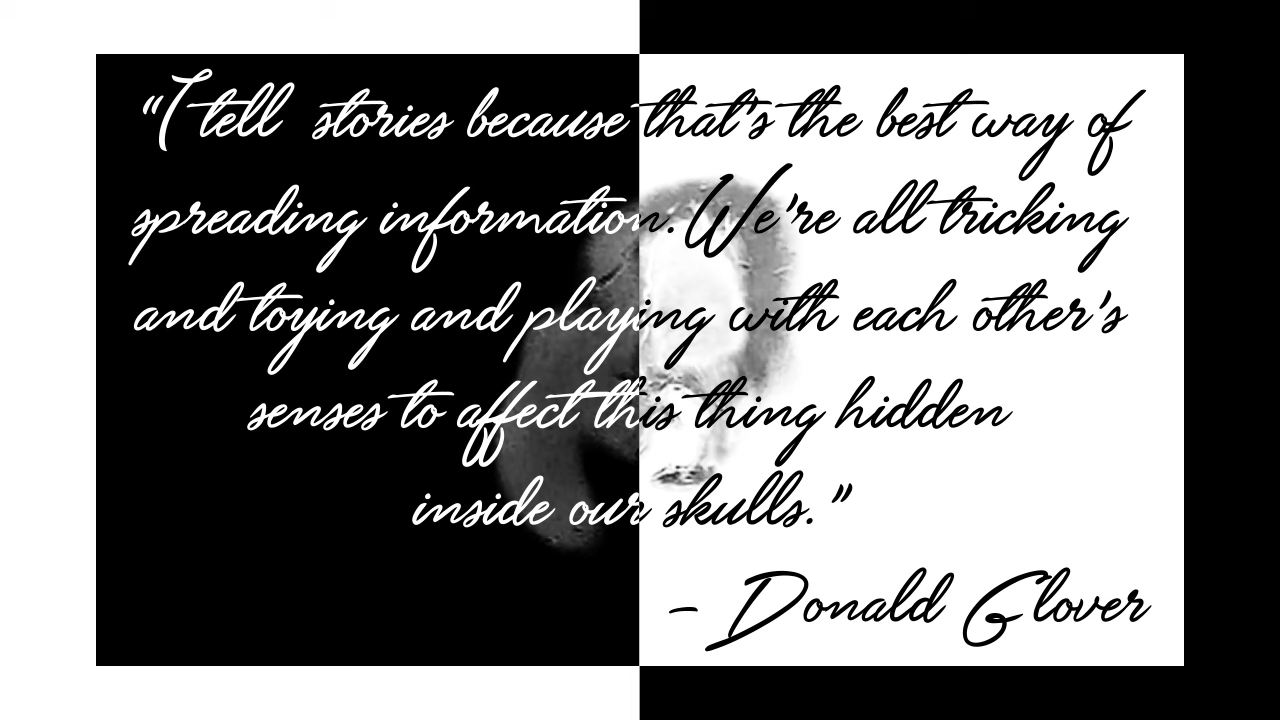 “I tell stories because that's the best way of
spreading information. We're all tricking
and toying and playing with each other's
senses to affect this thing hidden
inside our skulls.”
- Donald Glover